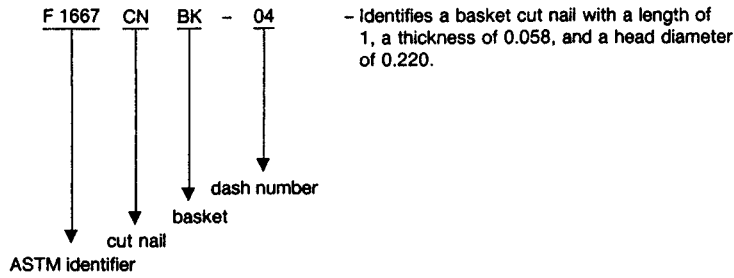 F 1667 CN BK - 04
– Identifies a basket cut nail with a length of
1, a thickness of 0.058, and a head diameter
of 0.220.
dash number
basket
cut nail
ASTM identifier